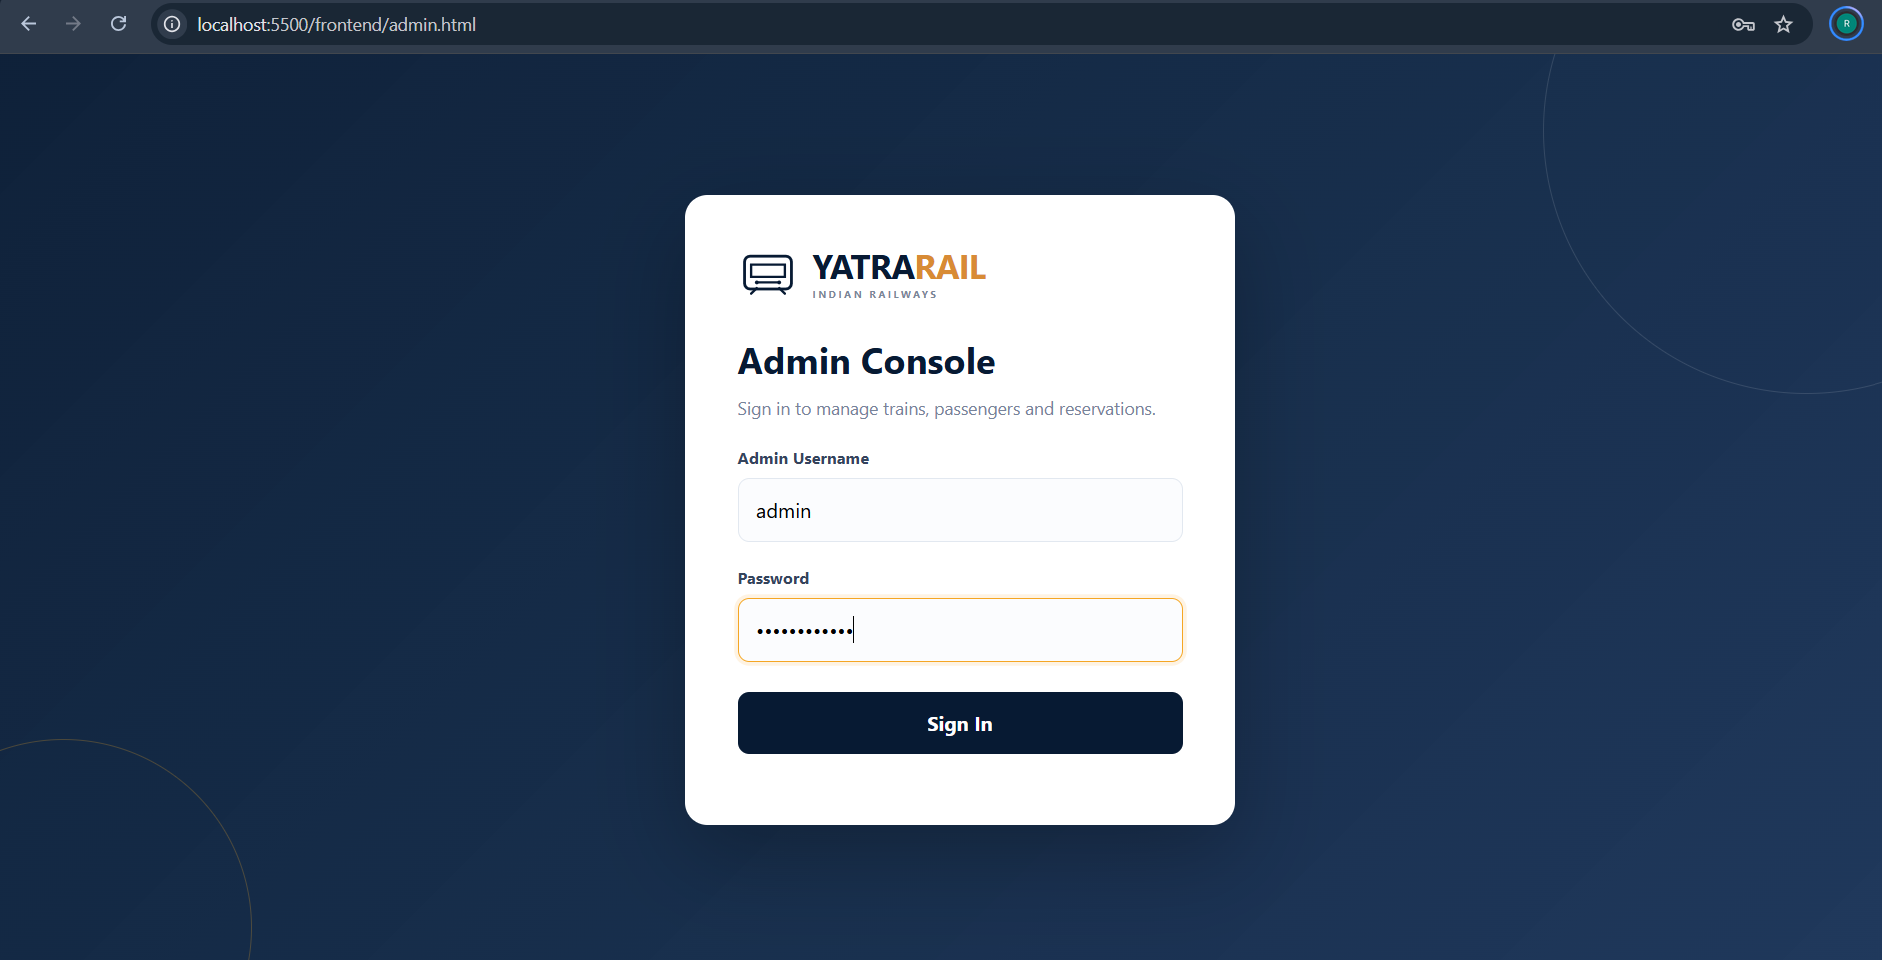 localhost:5500/frontend/admin.html
R
YATRARAIL
INDIAN RAILWAYS
Admin Console
Sign in to manage trains, passengers and reservations.
Admin Username
admin
Password
••••••••••••
Sign In